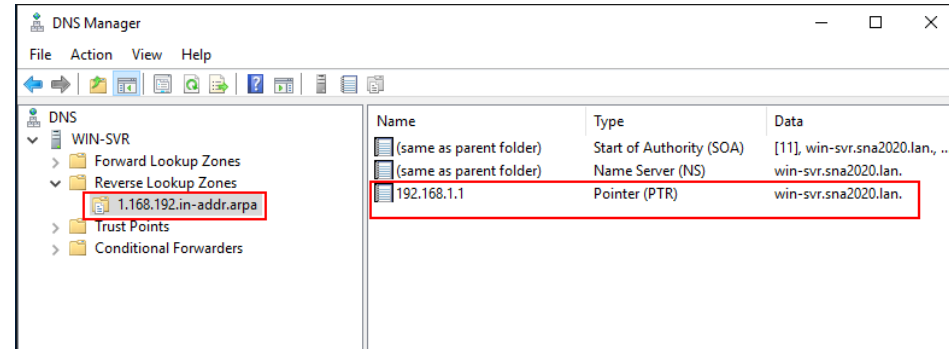 DNS Manager
File Action View Help
DNS
WIN-SVR
Forward Lookup Zones
Reverse Lookup Zones
1.168.192.in-addr.arpa
Trust Points
Conditional Forwarders
Name Type Data
(same as parent folder) Start of Authority (SOA) [11], win-svr.sna2020.lan., ..
(same as parent folder) Name Server (NS) win-svr.sna2020.lan.
192.168.1.1 Pointer (PTR) win-svr.sna2020.lan.